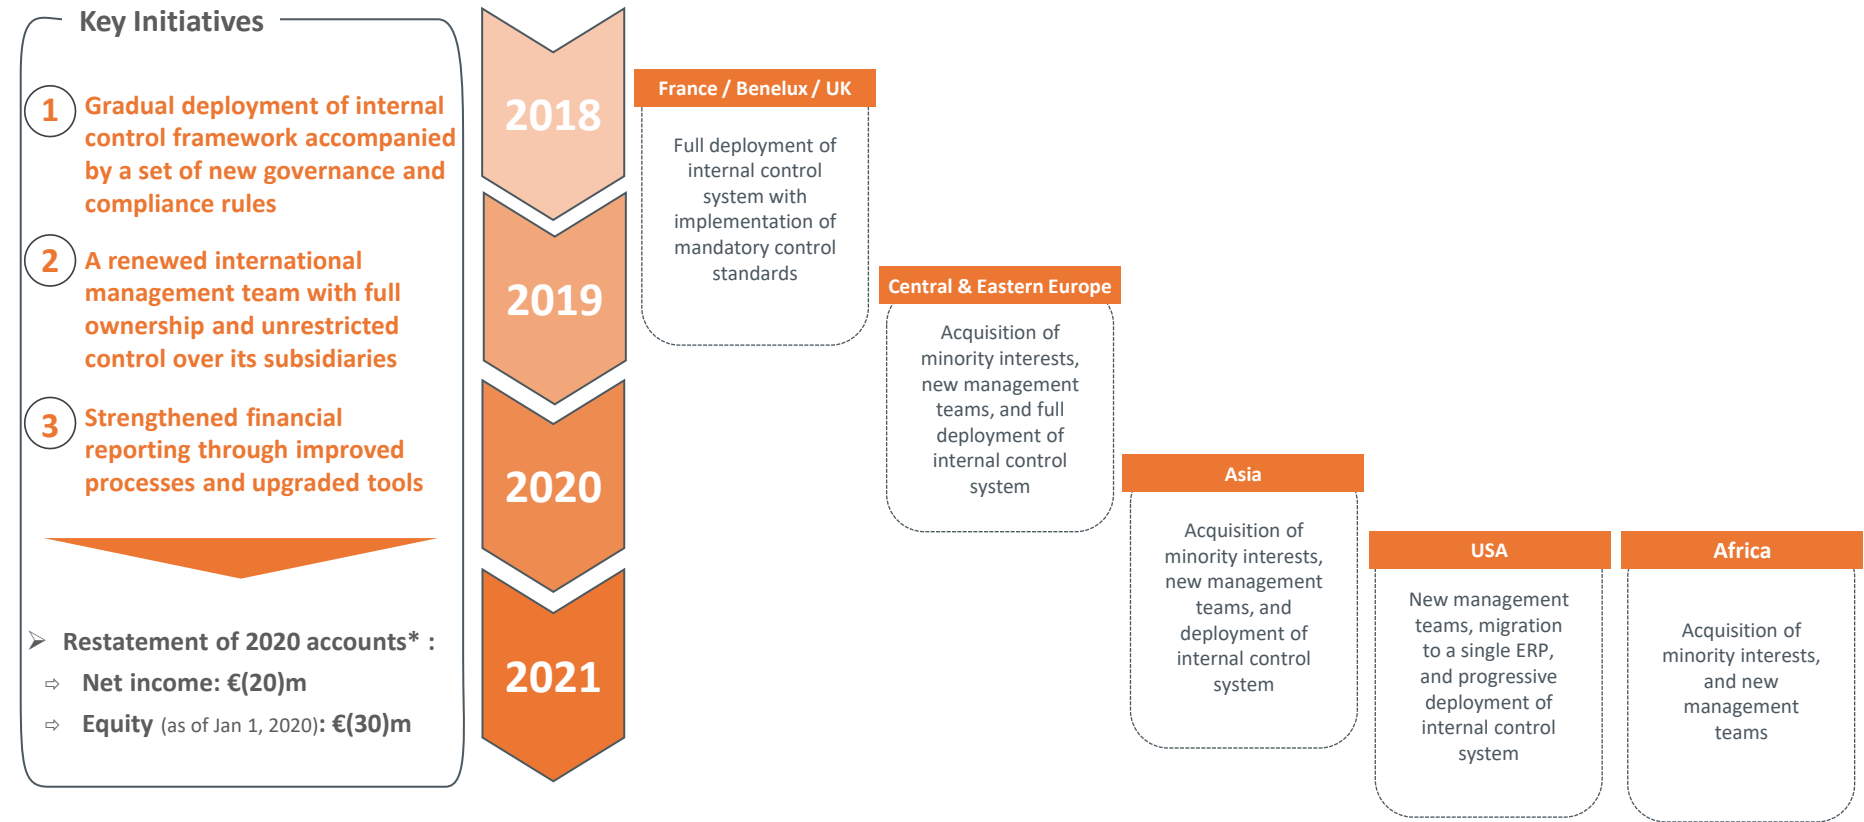 Key Initiatives
1
Gradual deployment of internal
control framework accompanied
by a set of new governance and
compliance rules
2
A renewed international
management team with full
ownership and unrestricted
control over its subsidiaries
3
Strengthened financial
reporting through improved
processes and upgraded tools
➢ Restatement of 2020 accounts* :
⇨ Net income: €(20)m
⇨ Equity (as of Jan 1, 2020): €(30)m
2018
2019
2020
2021
France / Benelux / UK
Full deployment of
internal control
system with
implementation of
mandatory control
standards
Central & Eastern Europe
Acquisition of
minority interests,
new management
teams, and full
deployment of
internal control
system
Asia
Acquisition of
minority interests,
new management
teams, and
deployment of
internal control
system
USA
New management
teams, migration
to a single ERP,
and progressive
deployment of
internal control
system
Africa
Acquisition of
minority interests,
and new
management
teams